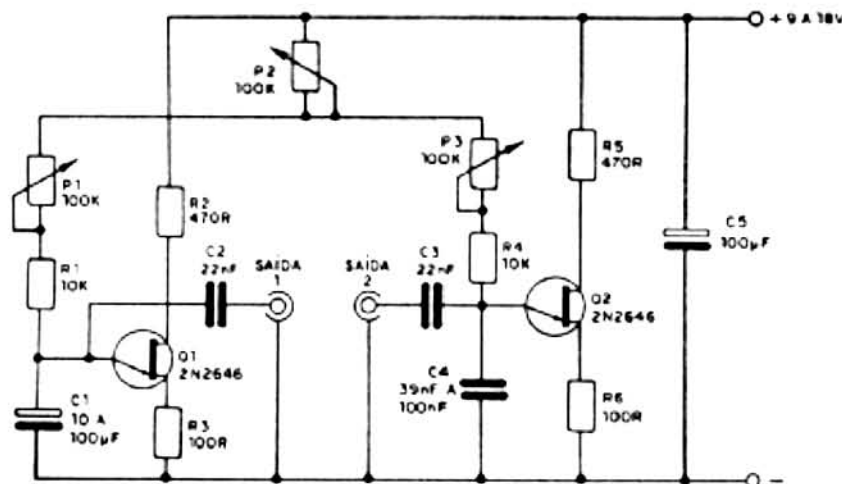 + 9 A 18V
P2
100K
P3
100K
R5
470R
P1
100K
R2
470R
C5
100µF
C2
22nF
SAÍDA
1
SAÍDA
2
C3
22nF
R4
10K
R1
10K
Q2
2N2646
Q1
2N2646
C4
39nF A
100nF
C1
10 A
100µF
R3
100R
R6
100R
–